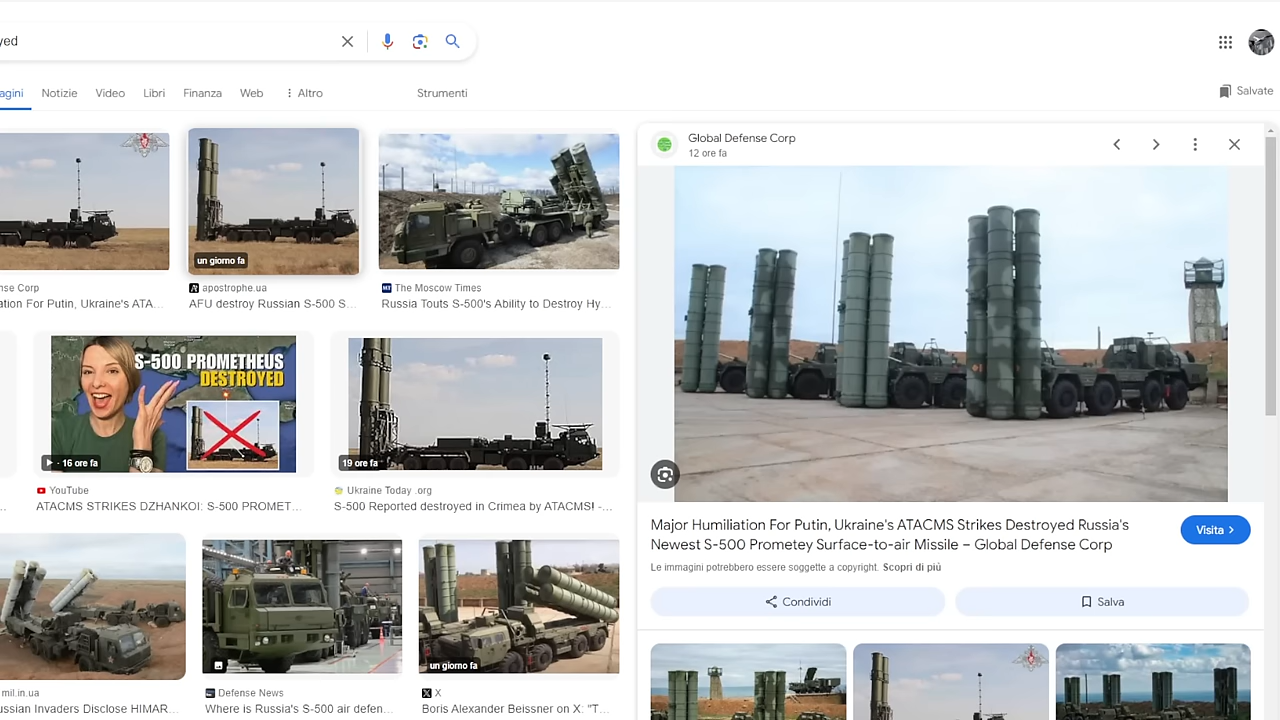 yed
agini Notizie Video Libri Finanza Web Altro Strumenti
Salvate
nse Corp
ation For Putin, Ukraine's ATA...
un giorno fa
apostrophe.ua
AFU destroy Russian S-500 S...
The Moscow Times
Russia Touts S-500's Ability to Destroy Hy...
...
S-500 PROMETHEUS
DESTROYED
16 ore fa
YouTube
ATACMS STRIKES DZHANKOI: S-500 PROMET...
19 ore fa
Ukraine Today .org
S-500 Reported destroyed in Crimea by ATACMS! -...
mil.in.ua
ussian Invaders Disclose HIMAR...
Defense News
Where is Russia's S-500 air defen...
un giorno fa
X
Boris Alexander Beissner on X: "T...
Global Defense Corp
12 ore fa
Major Humiliation For Putin, Ukraine's ATACMS Strikes Destroyed Russia's
Newest S-500 Prometey Surface-to-air Missile – Global Defense Corp
Visita
Le immagini potrebbero essere soggette a copyright. Scopri di più
Condividi
Salva